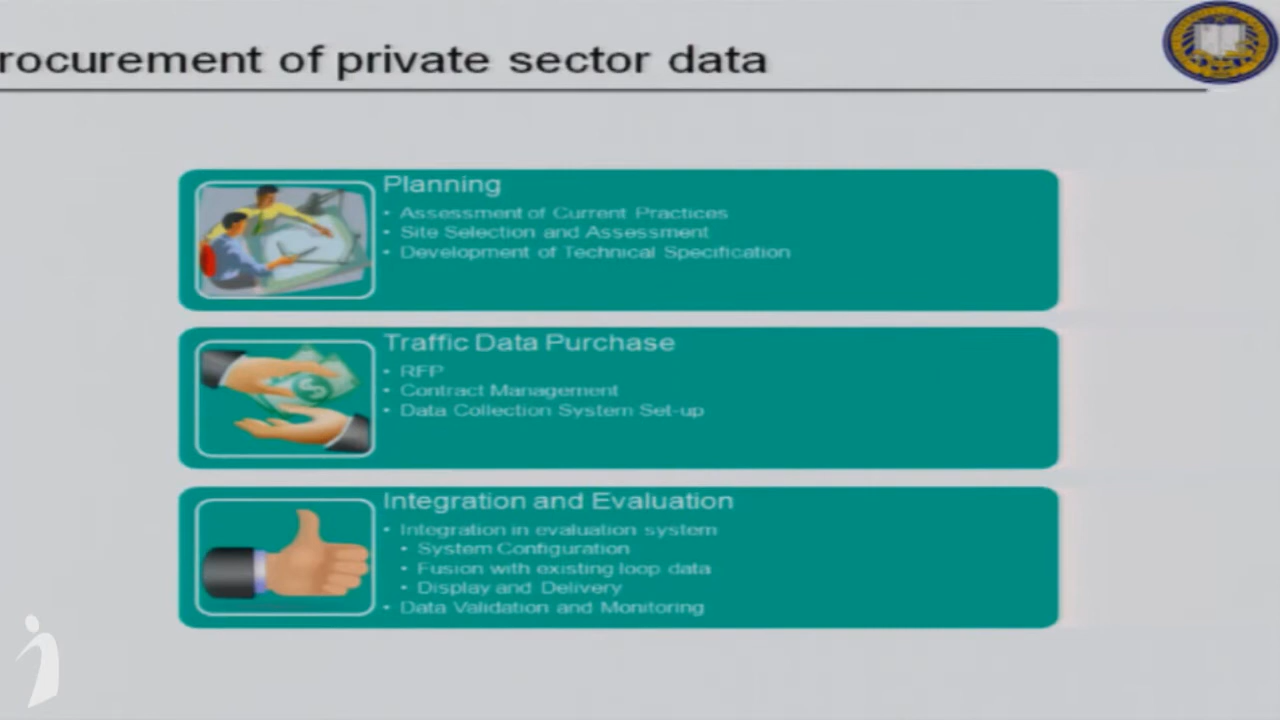 rocurement of private sector data
Planning
• Assessment of Current Practices
• Site Selection and Assessment
• Development of Technical Specification
Traffic Data Purchase
• RFP
• Contract Management
• Data Collection System Set-up
Integration and Evaluation
• Integration in evaluation system
• System Configuration
• Fusion with existing loop data
• Display and Delivery
• Data Validation and Monitoring